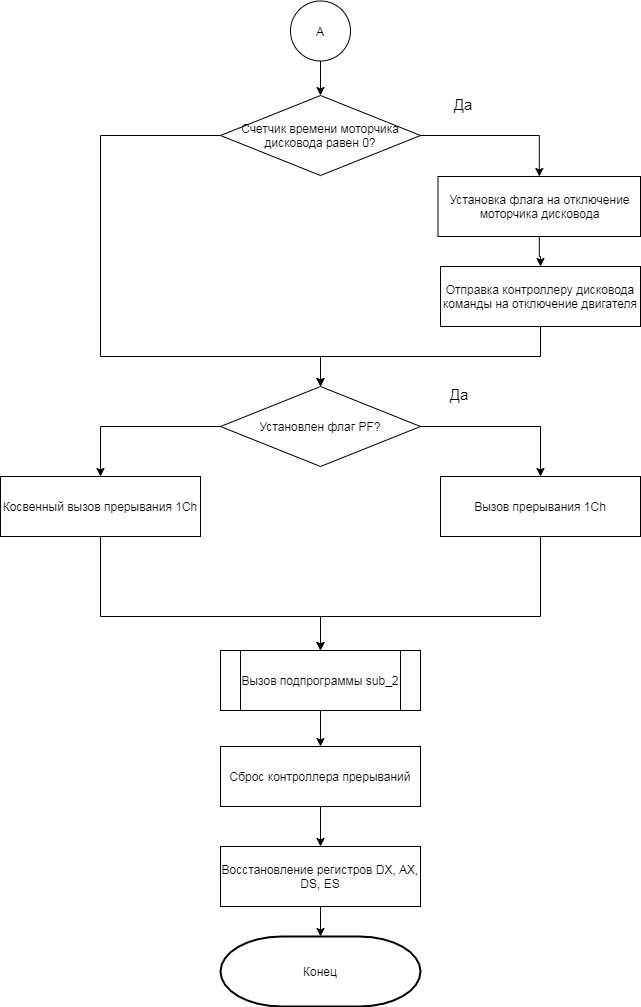 A
Да
Счетчик времени моторчика
дисковода равен 0?
Установка флага на отключение
моторчика дисковода
Отправка контроллеру дисковода
команды на отключение двигателя
Да
Установлен флаг PF?
Косвенный вызов прерывания 1Ch
Вызов прерывания 1Ch
Вызов подпрограммы sub_2
Сброс контроллера прерываний
Восстановление регистров DX, AX,
DS, ES
Конец